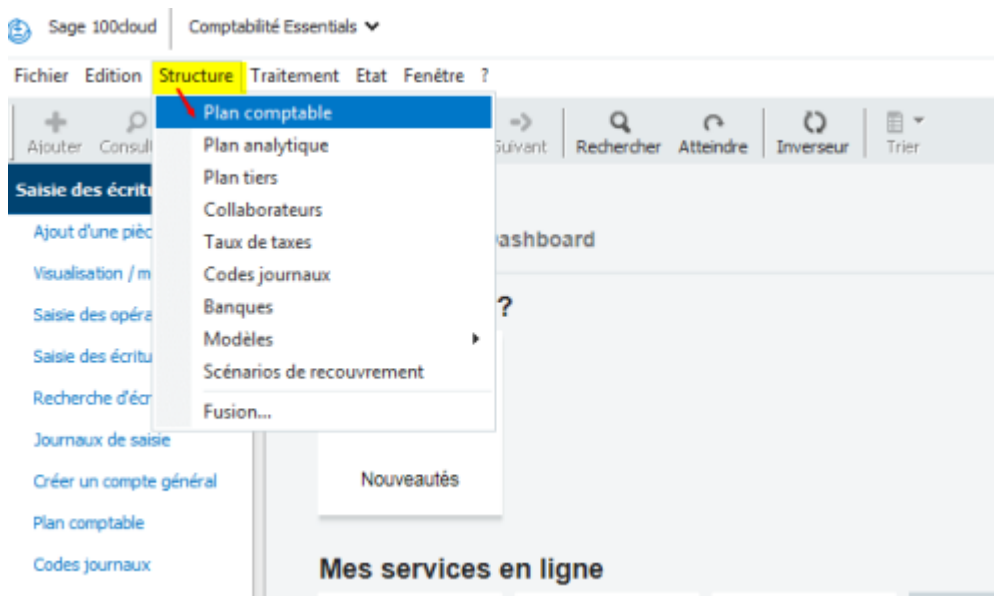 Sage 100cloud Comptabilité Essentials
Fichier Edition Structure Traitement Etat Fenêtre ?
Plan comptable
Plan analytique
Plan tiers
Collaborateurs
Taux de taxes
Codes journaux
Banques
Modèles
Scénarios de recouvrement
Fusion...
Ajouter Consul Suivant Rechercher Atteindre Inverseur Trier
Saisie des écrit
Ajout d'une pièc
Visualisation / m
Saisie des opéra
Saisie des écritu
Recherche d'écr
Journaux de saisie
Créer un compte général
Plan comptable
Codes journaux
ashboard
?
Nouveautés
Mes services en ligne